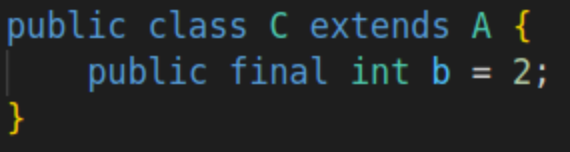 public class C extends A {
    public final int b = 2;
}